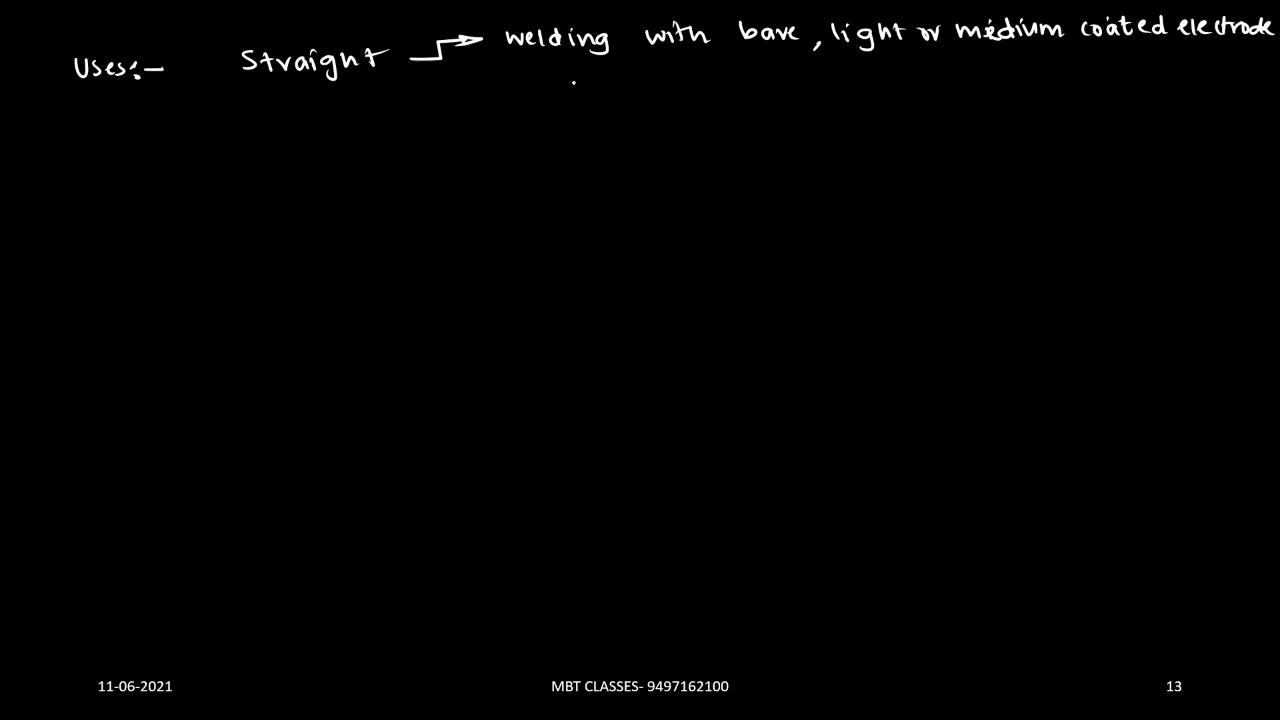 Uses:- Straight → welding with bare, light or medium coated electrode
11-06-2021 MBT CLASSES- 9497162100 13